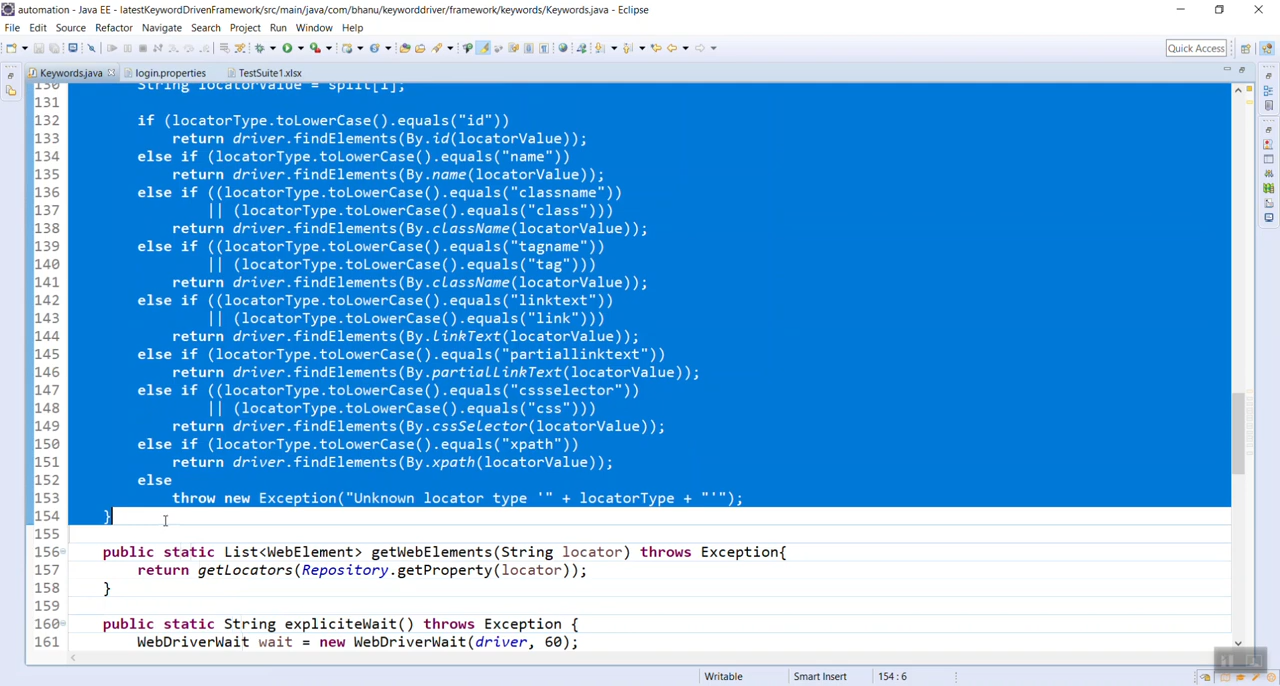 automation - Java EE - latestKeywordDrivenFramework/src/main/java/com/bhanu/keyworddriver/framework/keywords/Keywords.java - Eclipse
File Edit Source Refactor Navigate Search Project Run Window Help
Quick Access
Keywords.java login.properties TestSuite1.xlsx
130 String locatorValue = split[1];
131
132 if (locatorType.toLowerCase().equals("id"))
133 return driver.findElements(By.id(locatorValue));
134 else if (locatorType.toLowerCase().equals("name"))
135 return driver.findElements(By.name(locatorValue));
136 else if ((locatorType.toLowerCase().equals("classname"))
137 || (locatorType.toLowerCase().equals("class")))
138 return driver.findElements(By.className(locatorValue));
139 else if ((locatorType.toLowerCase().equals("tagname"))
140 || (locatorType.toLowerCase().equals("tag")))
141 return driver.findElements(By.className(locatorValue));
142 else if ((locatorType.toLowerCase().equals("linktext"))
143 || (locatorType.toLowerCase().equals("link")))
144 return driver.findElements(By.linkText(locatorValue));
145 else if (locatorType.toLowerCase().equals("partiallinktext"))
146 return driver.findElements(By.partialLinkText(locatorValue));
147 else if ((locatorType.toLowerCase().equals("cssselector"))
148 || (locatorType.toLowerCase().equals("css")))
149 return driver.findElements(By.cssSelector(locatorValue));
150 else if (locatorType.toLowerCase().equals("xpath"))
151 return driver.findElements(By.xpath(locatorValue));
152 else
153 throw new Exception("Unknown locator type '" + locatorType + "'");
154 }
155
156 public static List<WebElement> getWebElements(String locator) throws Exception{
157 return getLocators(Repository.getProperty(locator));
158 }
159
160 public static String expliciteWait() throws Exception {
161 WebDriverWait wait = new WebDriverWait(driver, 60);
Writable Smart Insert 154 : 6